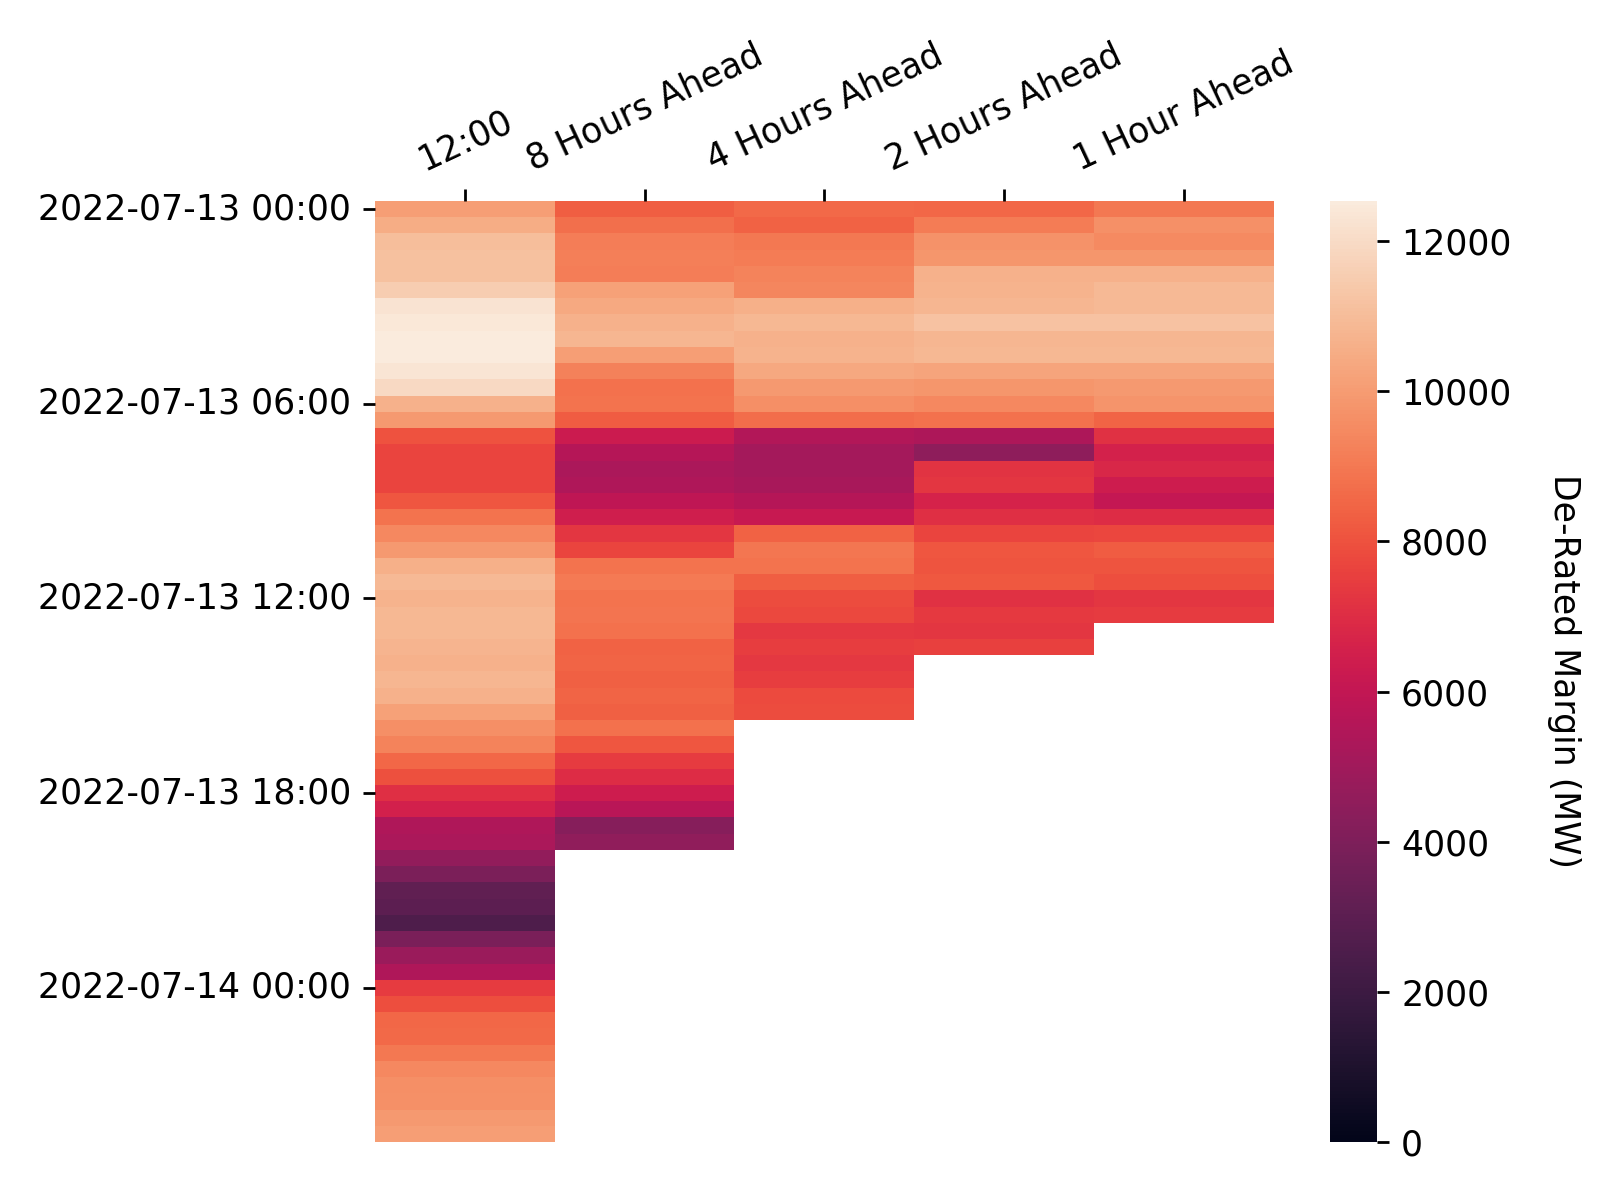 12:00
8 Hours Ahead
4 Hours Ahead
2 Hours Ahead
1 Hour Ahead
2022-07-13 00:00
2022-07-13 06:00
2022-07-13 12:00
2022-07-13 18:00
2022-07-14 00:00
12000
10000
8000
6000
4000
2000
0
De-Rated Margin (MW)